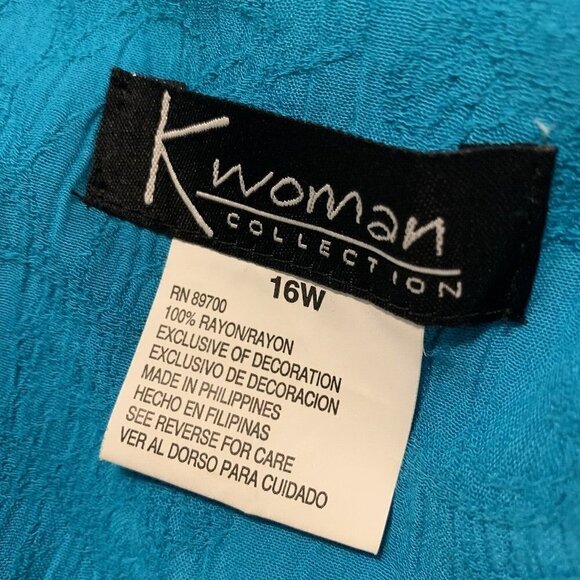 K woman
COLLECTION
16W
RN 89700
100% RAYON/RAYON
EXCLUSIVE OF DECORATION
EXCLUSIVO DE DECORACION
MADE IN PHILIPPINES
HECHO EN FILIPINAS
SEE REVERSE FOR CARE
VER AL DORSO PARA CUIDADO